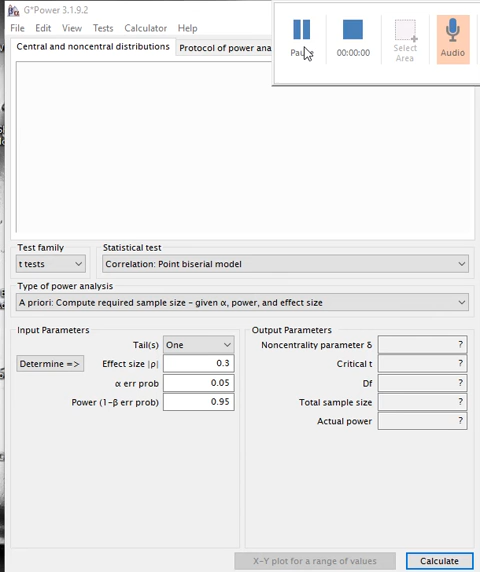 G*Power 3.1.9.2
File Edit View Tests Calculator Help
Central and noncentral distributions Protocol of power ana
00:00:00
Select
Area
Audio
Test family Statistical test
t tests Correlation: Point biserial model
Type of power analysis
A priori: Compute required sample size – given α, power, and effect size
Input Parameters Output Parameters
Tail(s) One Noncentrality parameter δ ?
Determine => Effect size |ρ| 0.3 Critical t ?
α err prob 0.05 Df ?
Power (1–β err prob) 0.95 Total sample size ?
Actual power ?
X-Y plot for a range of values Calculate